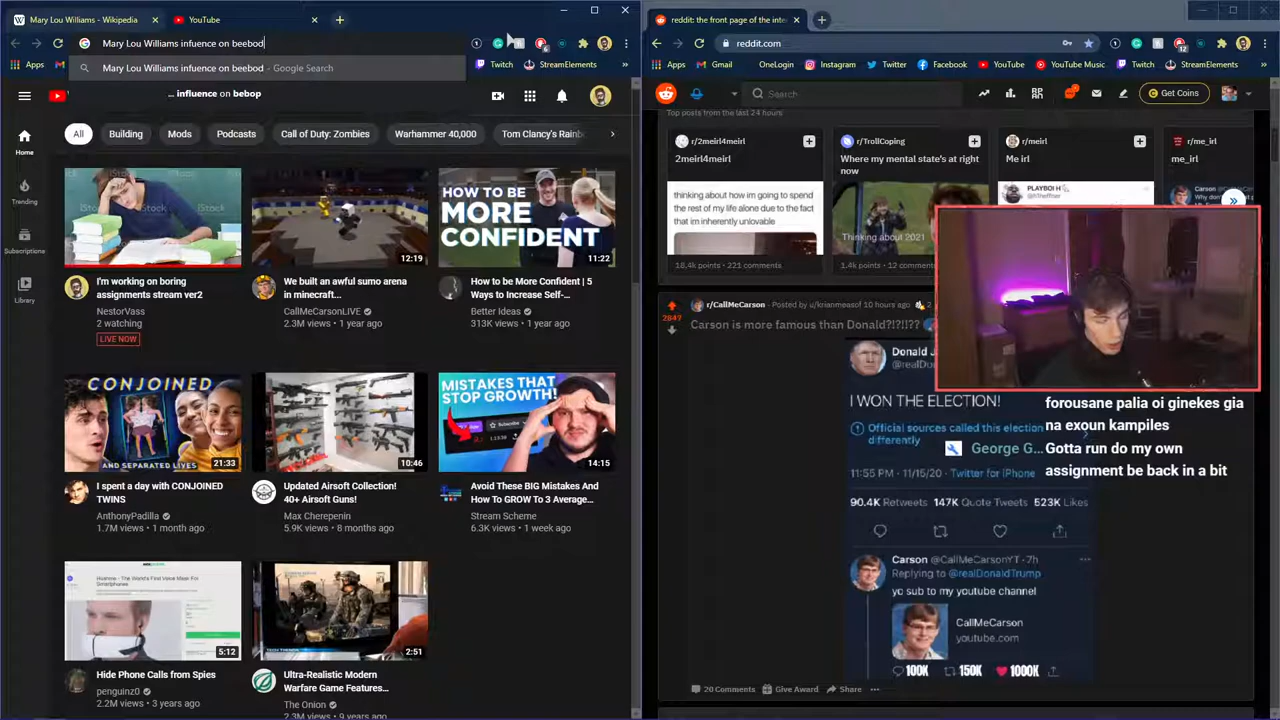 Mary Lou Williams - Wikipedia
YouTube
reddit: the front page of the inte
Mary Lou Williams infuence on beebod
reddit.com
Apps
Twitch
StreamElements
Apps
Gmail
OneLogin
Instagram
Twitter
Facebook
YouTube
YouTube Music
Twitch
StreamElements
Mary Lou Williams infuence on beebod - Google Search
... influence on bebop
Search
Get Coins
Home
Trending
Subscriptions
Library
All
Building
Mods
Podcasts
Call of Duty: Zombies
Warhammer 40,000
Tom Clancy's Rainb
iStock
I'm working on boring
assignments stream ver2
NestorVass
2 watching
LIVE NOW
12:19
We built an awful sumo arena
in minecraft...
CallMeCarsonLIVE
2.3M views • 1 year ago
HOW TO BE
MORE
CONFIDENT
11:22
How to be More Confident | 5
Ways to Increase Self-...
Better Ideas
313K views • 1 year ago
CONJOINED
AND SEPARATED LIVES
21:33
I spent a day with CONJOINED
TWINS
AnthonyPadilla
1.7M views • 1 month ago
10:46
Updated Airsoft Collection!
40+ Airsoft Guns!
Max Cherepenin
5.9K views • 8 months ago
MISTAKES THAT
STOP GROWTH!
14:15
Avoid These BIG Mistakes And
How To GROW To 3 Average...
Stream Scheme
6.3K views • 1 week ago
5:12
Hide Phone Calls from Spies
penguinz0
2.2M views • 3 years ago
2:51
Ultra-Realistic Modern
Warfare Game Features...
The Onion
2.3M views • 9 years ago
Top posts from the last 24 hours
r/2meirl4meirl
2meirl4meirl
thinking about how im going to spend
the rest of my life alone due to the fact
that im inherently unlovable
18.4k points • 221 comments
r/TrollCoping
Where my mental state's at right
now
Thinking about 2021
1.4k points • 12 comments
r/meirl
Me irl
PLAYBOI H
r/me_irl
me_irl
2847
r/CallMeCarson • Posted by u/krianmeasof 10 hours ago
Carson is more famous than Donald?!?!!??
Donald J
@realDona
I WON THE ELECTION!
Official sources called this election
differently
11:55 PM • 11/15/20 • Twitter for iPhone
90.4K Retweets 147K Quote Tweets 523K Likes
Carson @CallMeCarsonYT • 7h
Replying to @realDonaldTrump
yo sub to my youtube channel
CallMeCarson
youtube.com
100K
150K
1000K
20 Comments
Give Award
Share
forousane palia oi ginekes gia
na exoun kampiles
George G... Gotta run do my own
assignment be back in a bit